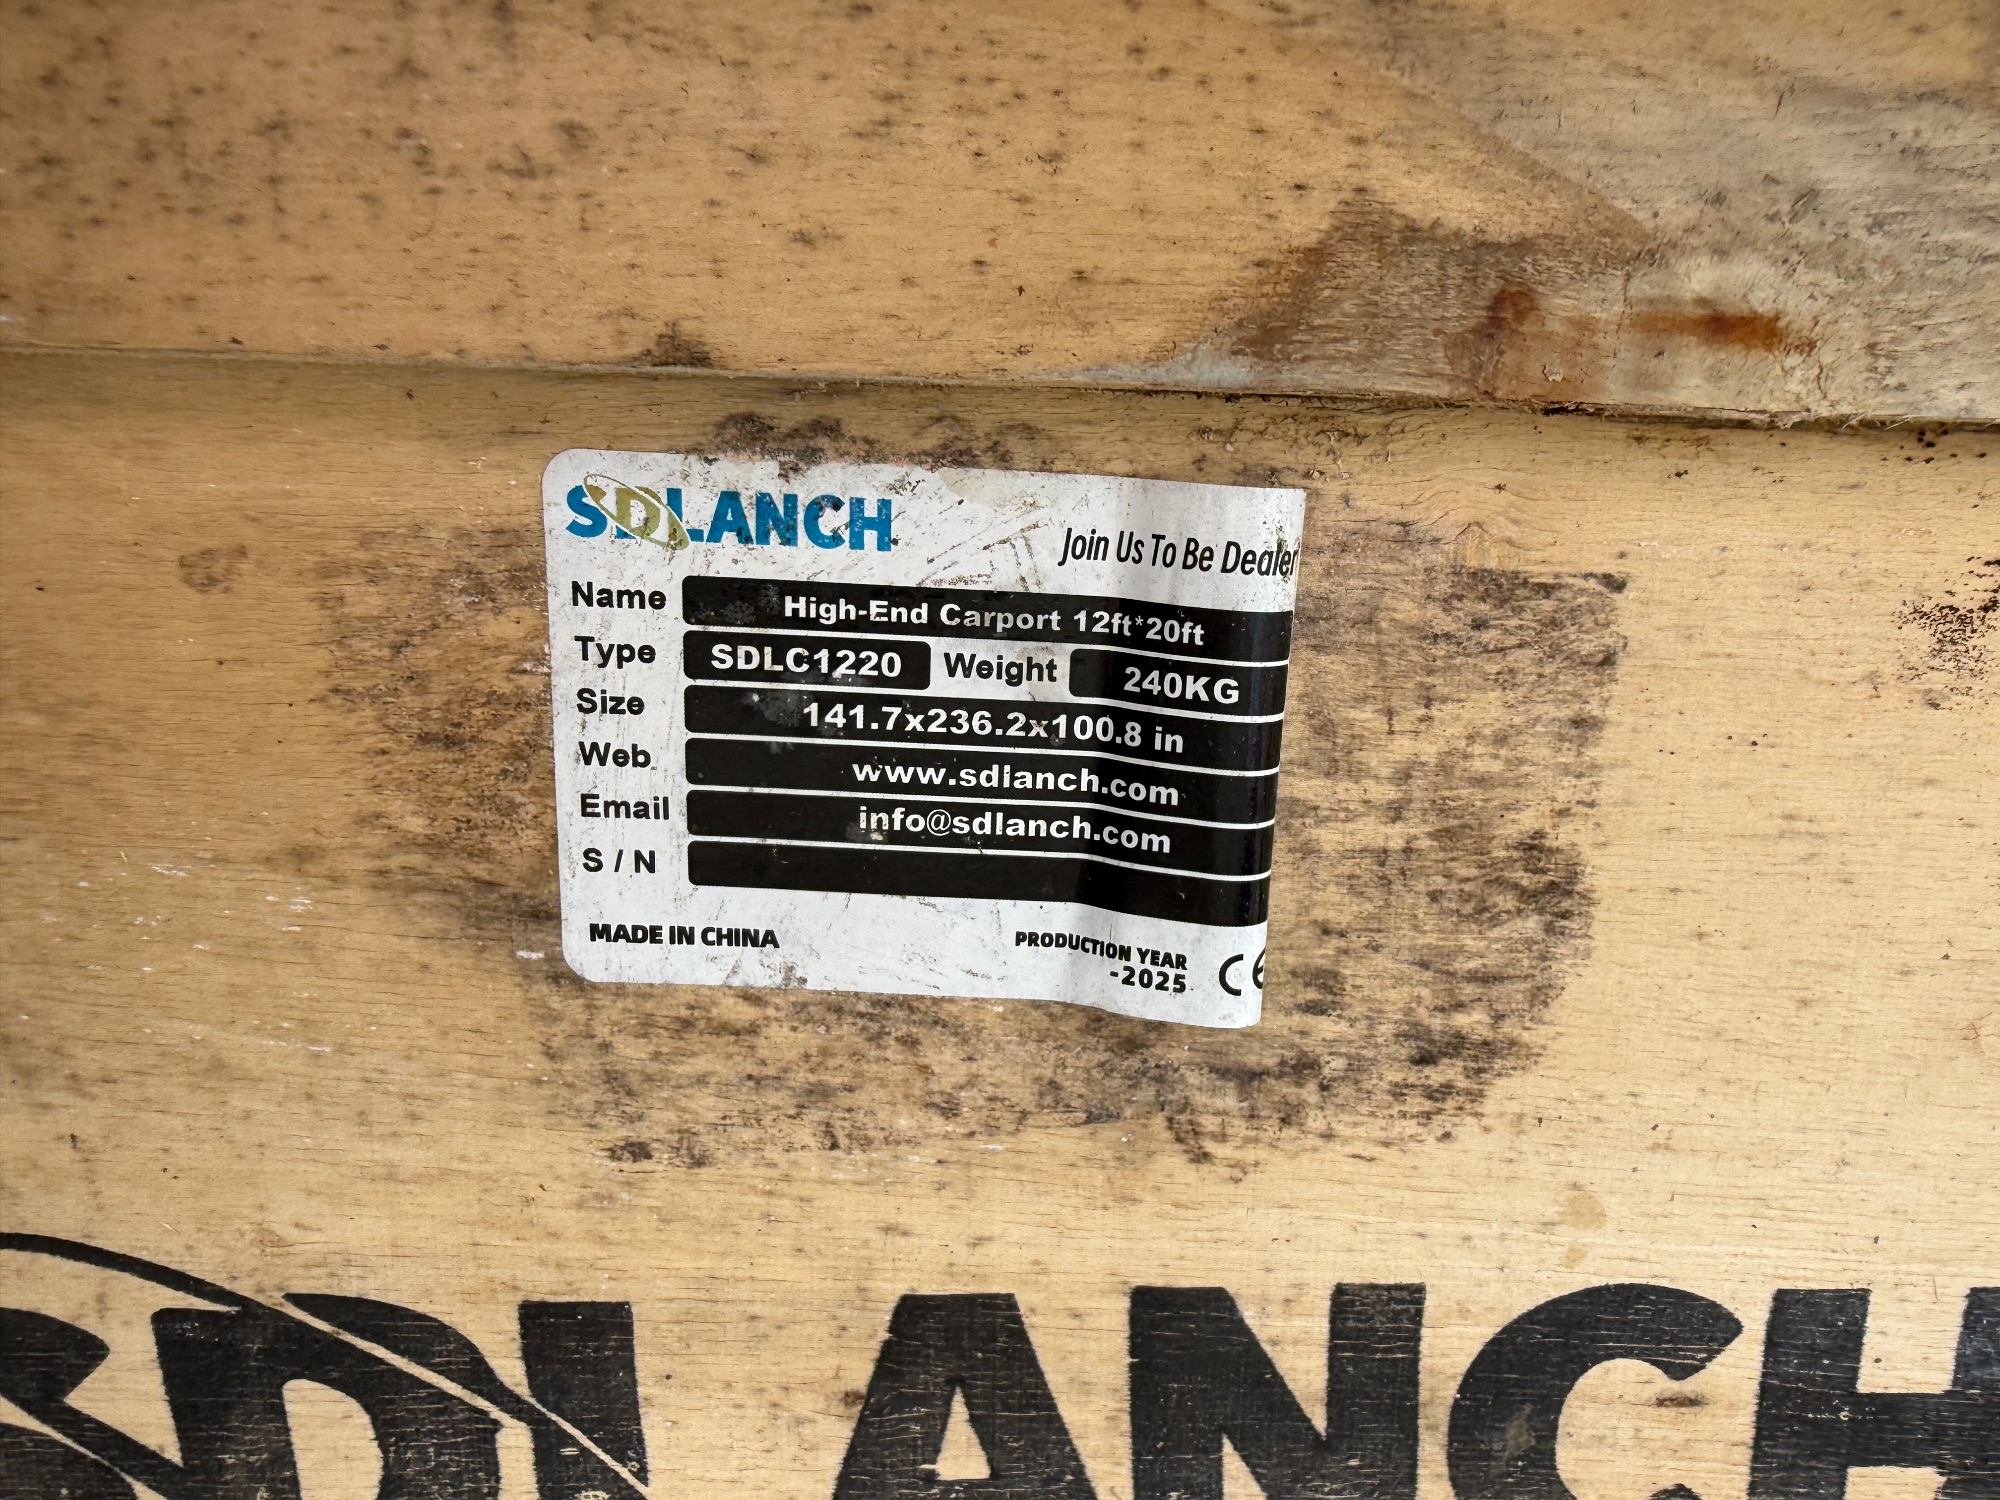 SDLANCH
Join Us To Be Dealer
Name High-End Carport 12ft*20ft
Type SDLC1220 Weight 240KG
Size 141.7x236.2x100.8 in
Web www.sdlanch.com
Email info@sdlanch.com
S / N
MADE IN CHINA
PRODUCTION YEAR
-2025
CE
SDLANCH